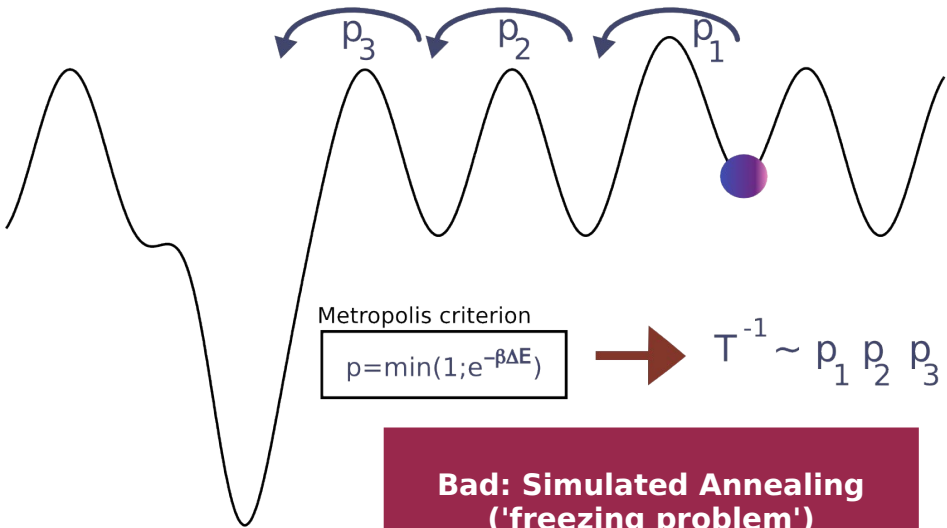 p3 p2 p1
Metropolis criterion
p=min(1;e^−βΔE)
T^-1 ~ p1 p2 p3
Bad: Simulated Annealing
('freezing problem')